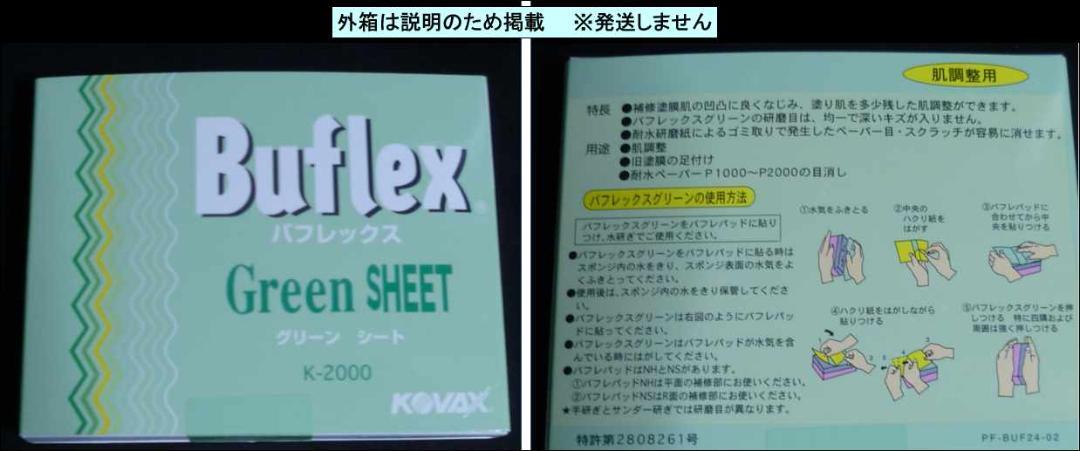 外箱は説明のため掲載　※発送しません
Buflex®
バフレックス
Green SHEET
グリーン シート
K-2000
KOVAX
肌調整用
特長 ●補修塗膜肌の凹凸に良くなじみ、塗り肌を多少残した肌調整ができます。
●バフレックスグリーンの研磨目は、均一で深いキズが入りません。
●耐水研磨紙によるゴミ取りで発生したペーパー目・スクラッチが容易に消せます。
用途 ●肌調整
●旧塗膜の足付け
●耐水ペーパーP1000～P2000の目消し
バフレックスグリーンの使用方法
バフレックスグリーンをバフレパッドに貼り
つけ、水研ぎでご使用ください。
●バフレックスグリーンをバフレパッドに貼る時は
スポンジ内の水をきり、スポンジ表面の水気をよ
くふきとってください。
●使用後は、スポンジ内の水をきり保管してくださ
い。
●バフレックスグリーンは右図のようにバフレパッ
ドに貼ってください。
●バフレックスグリーンはバフレパッドが水気を含
んでいる時にはがしてください。
●バフレパッドはNHとNSがあります。
①バフレパッドNHは平面の補修部にお使いください。
②バフレパッドNSはR面の補修部にお使いください。
★手研ぎとサンダー研ぎでは研磨目が異なります。
①水気をふきとる
②中央の
ハクリ紙を
はがす
③バフレパッドに
合わせてから中
央を貼りつける
④ハクリ紙をはがしながら
貼りつける
⑤バフレックスグリーンを押
しつける 特に四隅および
周囲は強く押しつける
特許第2808261号
PF-BUF24-02